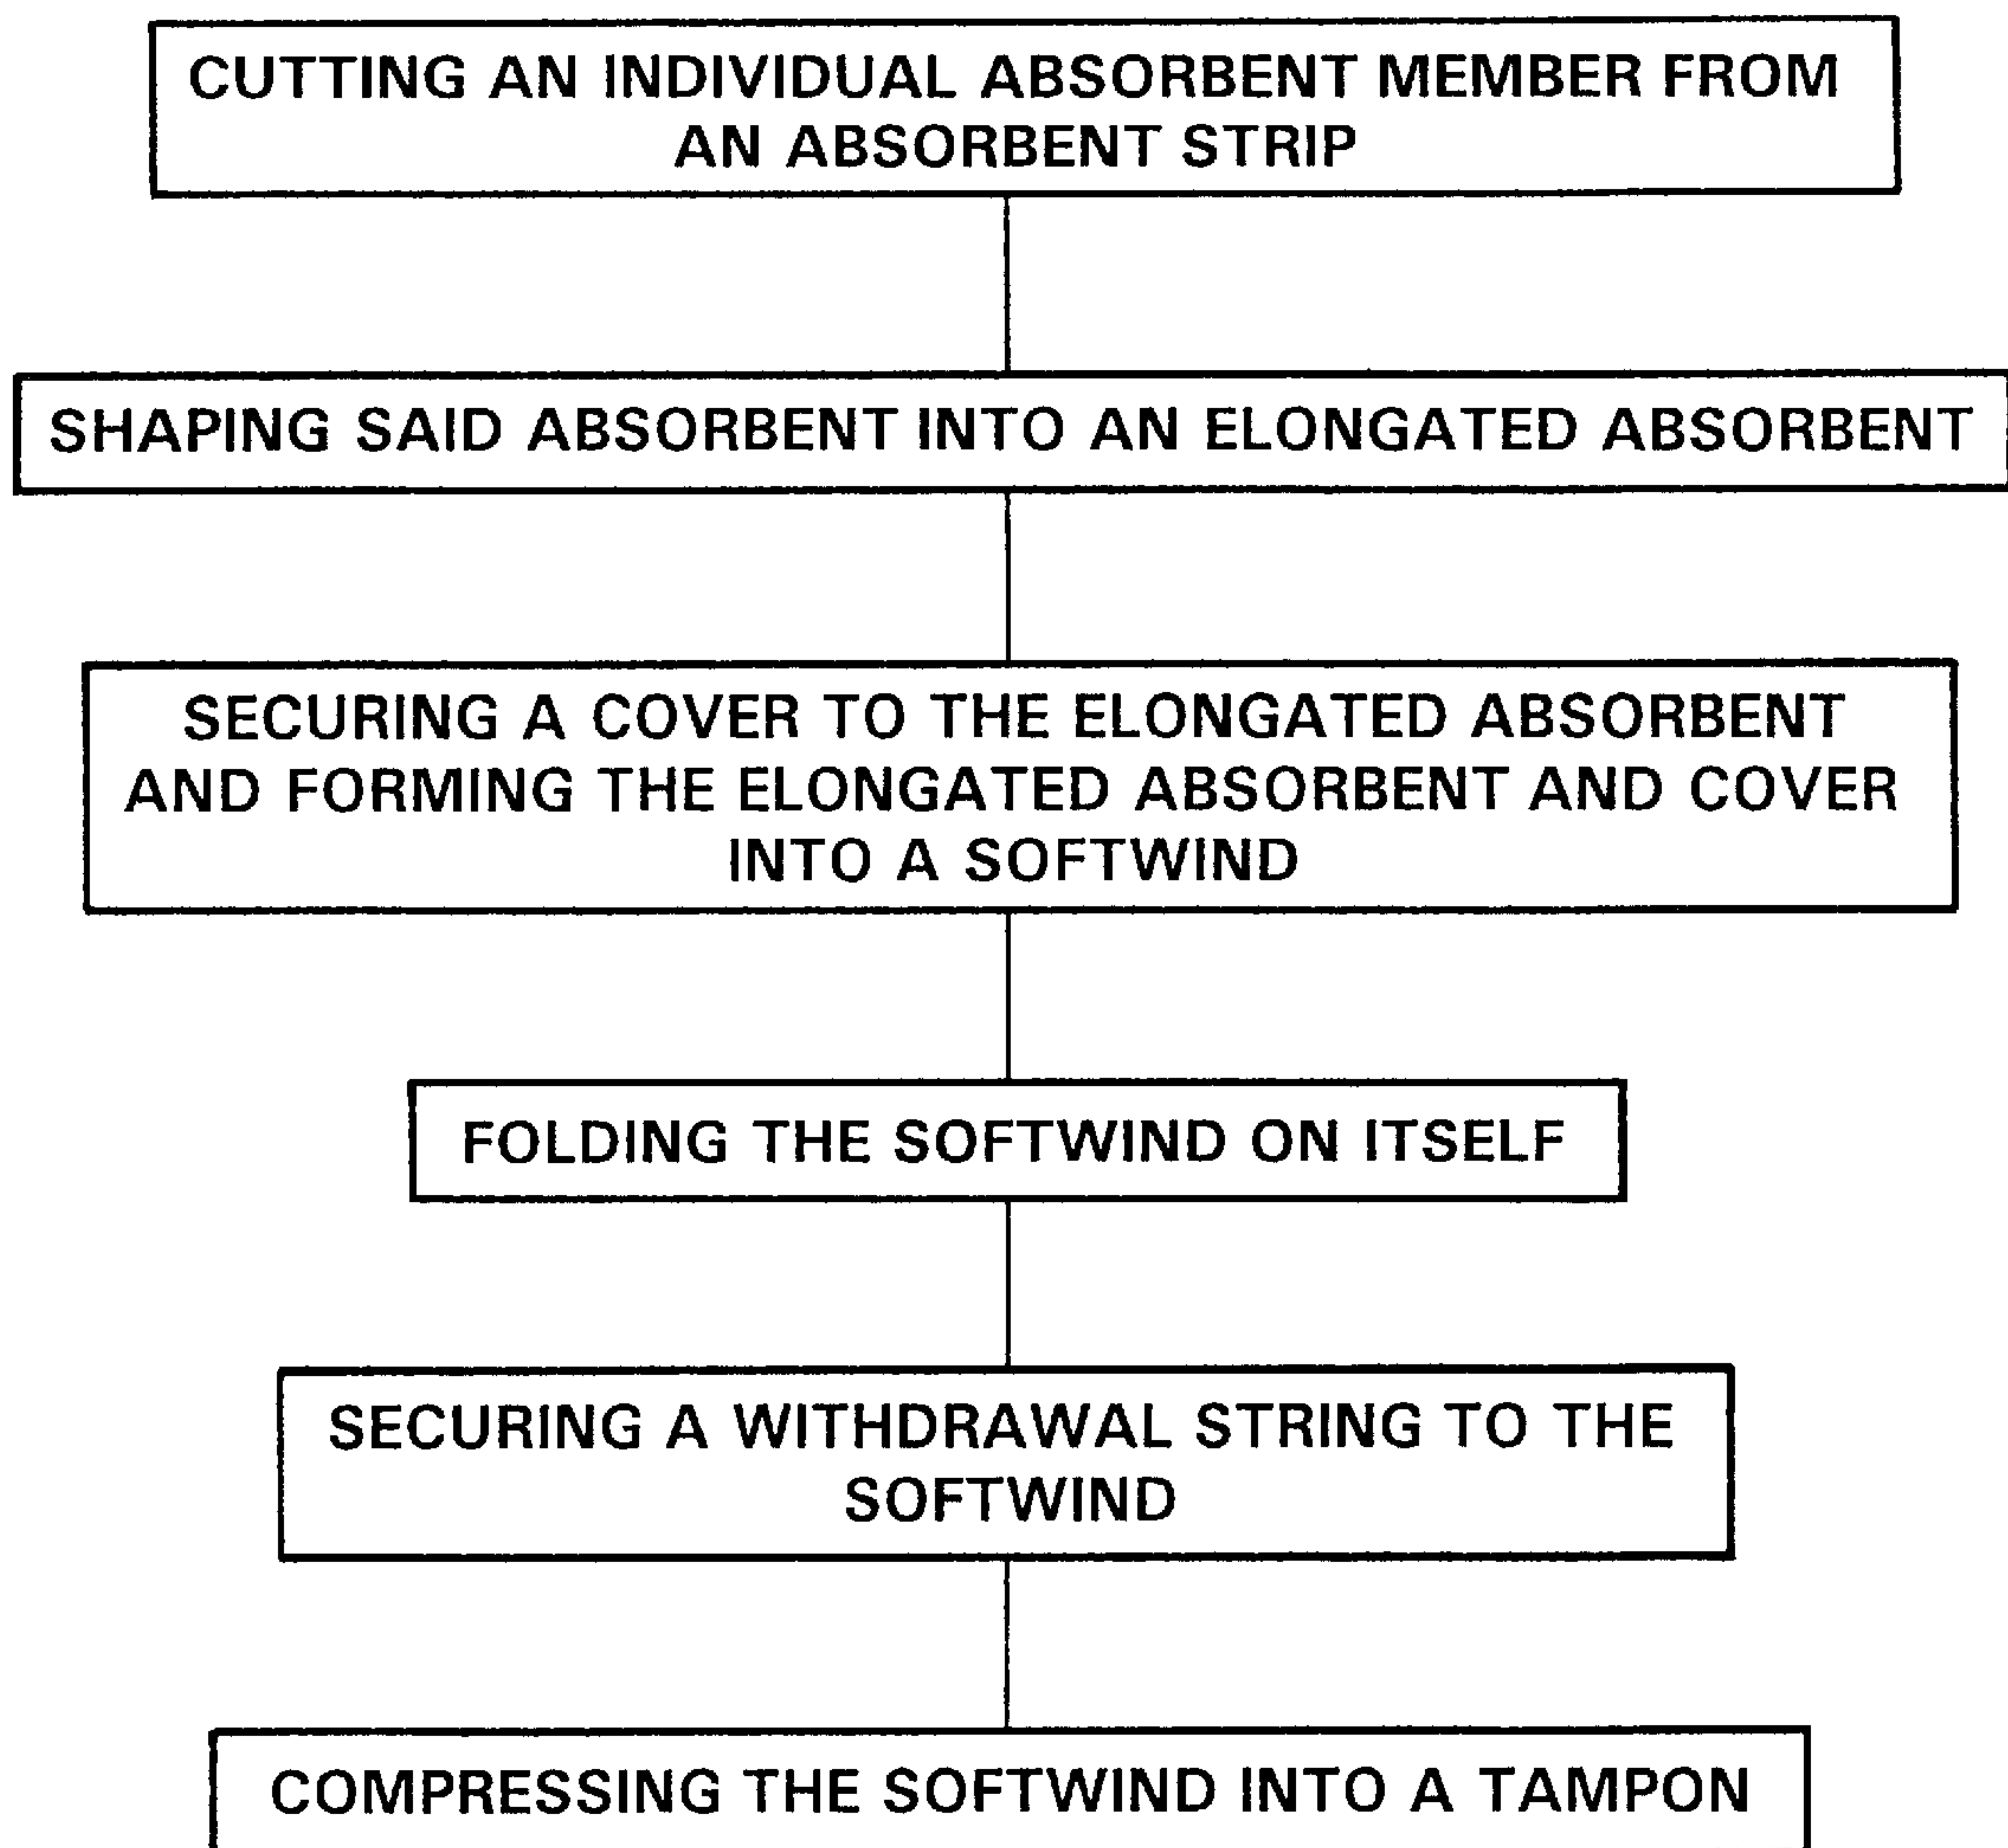 CUTTING AN INDIVIDUAL ABSORBENT MEMBER FROM
AN ABSORBENT STRIP
SHAPING SAID ABSORBENT INTO AN ELONGATED ABSORBENT
SECURING A COVER TO THE ELONGATED ABSORBENT
AND FORMING THE ELONGATED ABSORBENT AND COVER
INTO A SOFTWIND
FOLDING THE SOFTWIND ON ITSELF
SECURING A WITHDRAWAL STRING TO THE
SOFTWIND
COMPRESSING THE SOFTWIND INTO A TAMPON